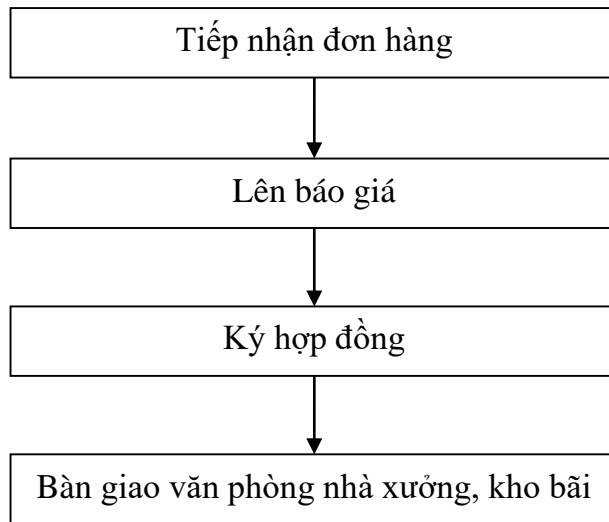 Tiếp nhận đơn hàng
Lên báo giá
Ký hợp đồng
Bàn giao văn phòng nhà xưởng, kho bãi